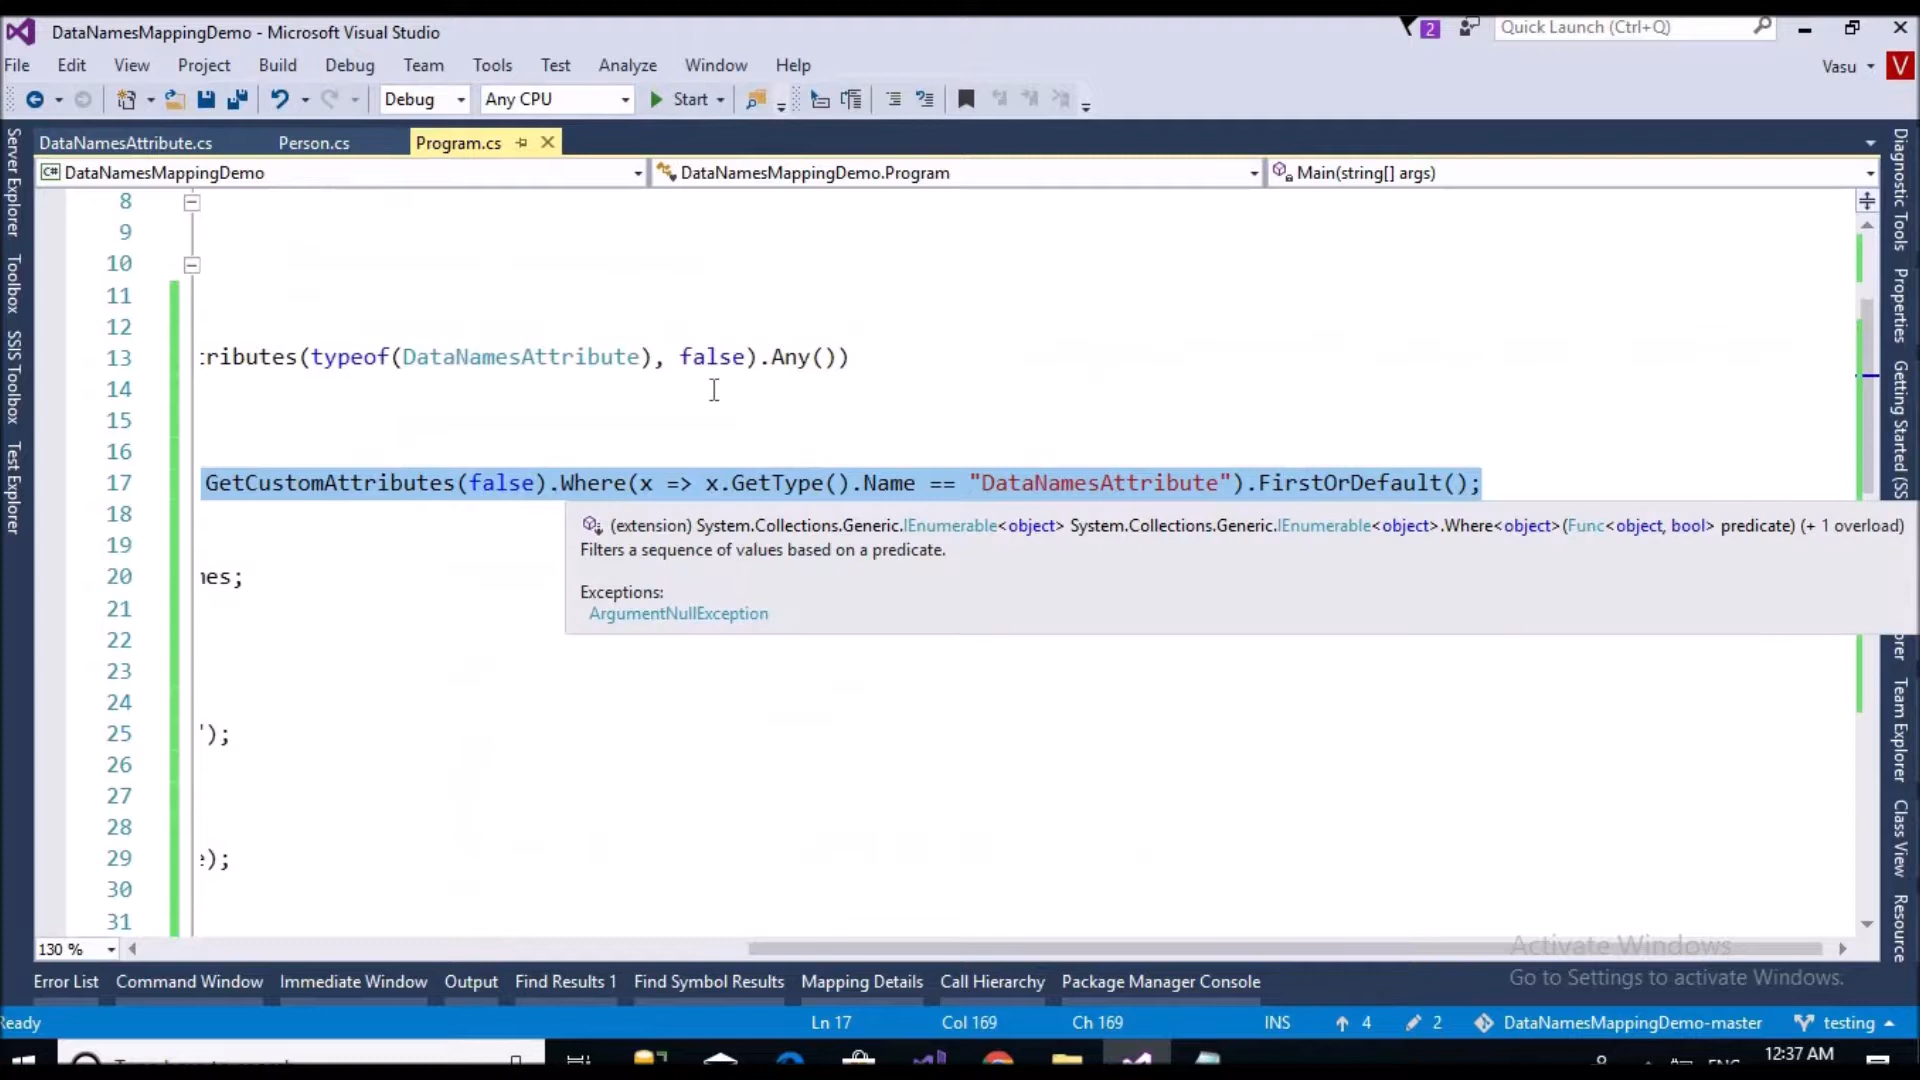 DataNamesMappingDemo - Microsoft Visual Studio
2
Quick Launch (Ctrl+Q)
File Edit View Project Build Debug Team Tools Test Analyze Window Help
Vasu V
Debug Any CPU Start
DataNamesAttribute.cs Person.cs Program.cs
C# DataNamesMappingDemo DataNamesMappingDemo.Program Main(string[] args)
Server Explorer
Toolbox
SSIS Toolbox
Test Explorer
8
9
10
11
12
13 tributes(typeof(DataNamesAttribute), false).Any())
14
15
16
17 GetCustomAttributes(false).Where(x => x.GetType().Name == "DataNamesAttribute").FirstOrDefault();
(extension) System.Collections.Generic.IEnumerable<object> System.Collections.Generic.IEnumerable<object>.Where<object>(Func<object, bool> predicate) (+ 1 overload)
Filters a sequence of values based on a predicate.
Exceptions:
ArgumentNullException
18
19
20 mes;
21
22
23
24
25 ");
26
27
28
29 e);
30
31
Diagnostic Tools
Properties
Getting Started (SS
orer
Team Explorer
Class View
Resource
130 %
Activate Windows
Go to Settings to activate Windows.
Error List Command Window Immediate Window Output Find Results 1 Find Symbol Results Mapping Details Call Hierarchy Package Manager Console
Ready Ln 17 Col 169 Ch 169 INS 4 2 DataNamesMappingDemo-master testing
12:37 AM